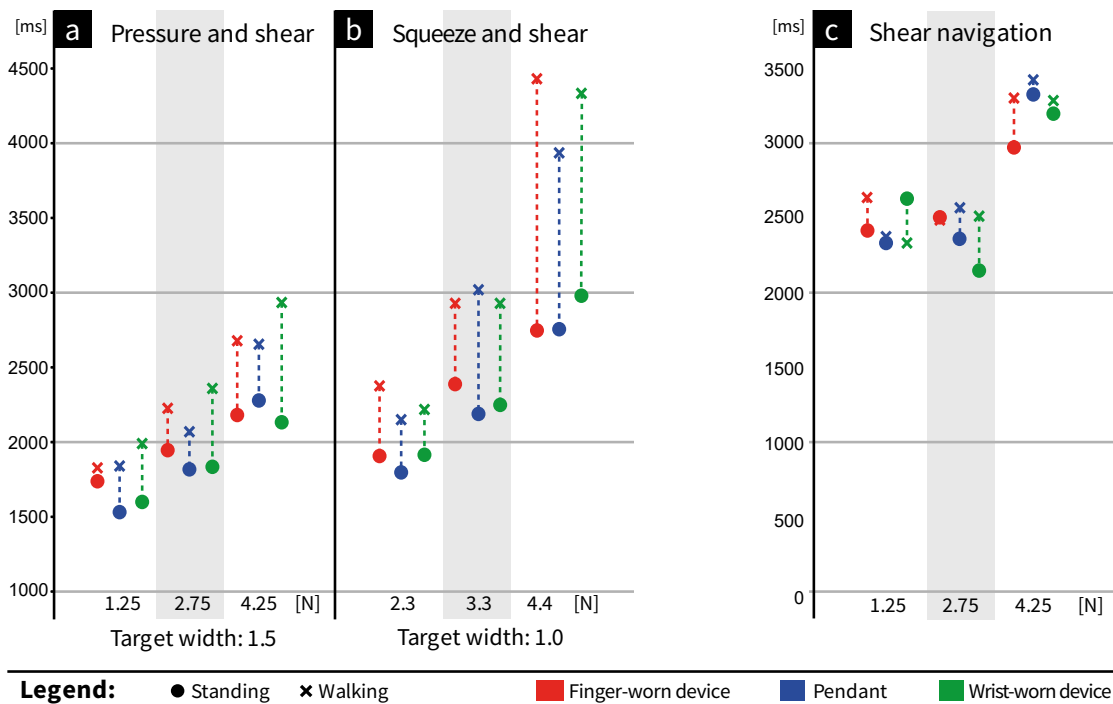 [ms] a Pressure and shear b Squeeze and shear
4500
4000
3500
3000
2500
2000
1500
1000
1.25 2.75 4.25 [N] 2.3 3.3 4.4 [N]
Target width: 1.5 Target width: 1.0
[ms] c Shear navigation
3500
3000
2500
2000
1500
1000
500
0
1.25 2.75 4.25 [N]
Legend: Standing Walking Finger-worn device Pendant Wrist-worn device